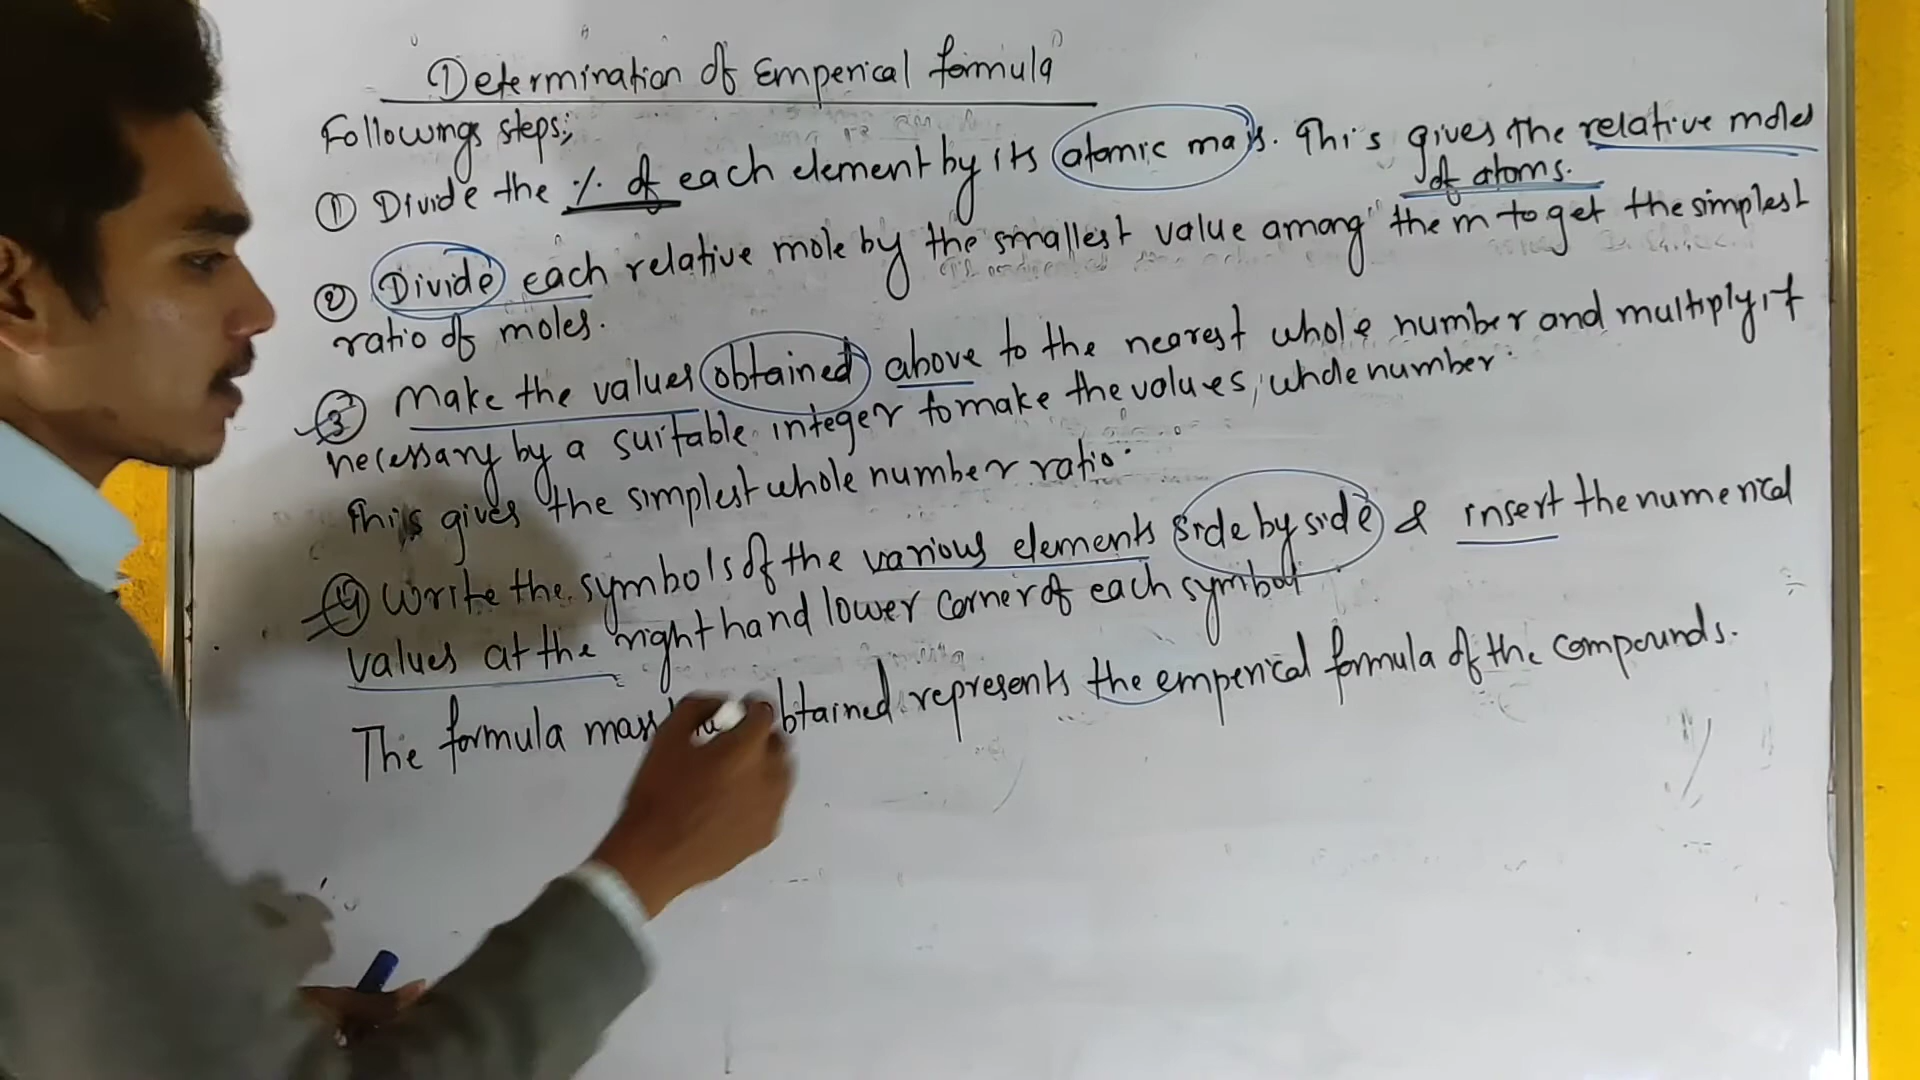 Determination of Emperical formula
Followings steps;
① Divide the % of each element by its atomic mass. This gives the relative moles
of atoms.
② Divide each relative mole by the smallest value among them to get the simplest
ratio of moles.
③ Make the values obtained above to the nearest whole number and multiply it
necessary by a suitable integer to make the values, whole number.
This gives the simplest whole number ratio.
④ Write the symbols of the various elements side by side & insert the numerical
values at the right hand lower corner of each symbol
The formula obtained represents the emperical formula of the compounds.